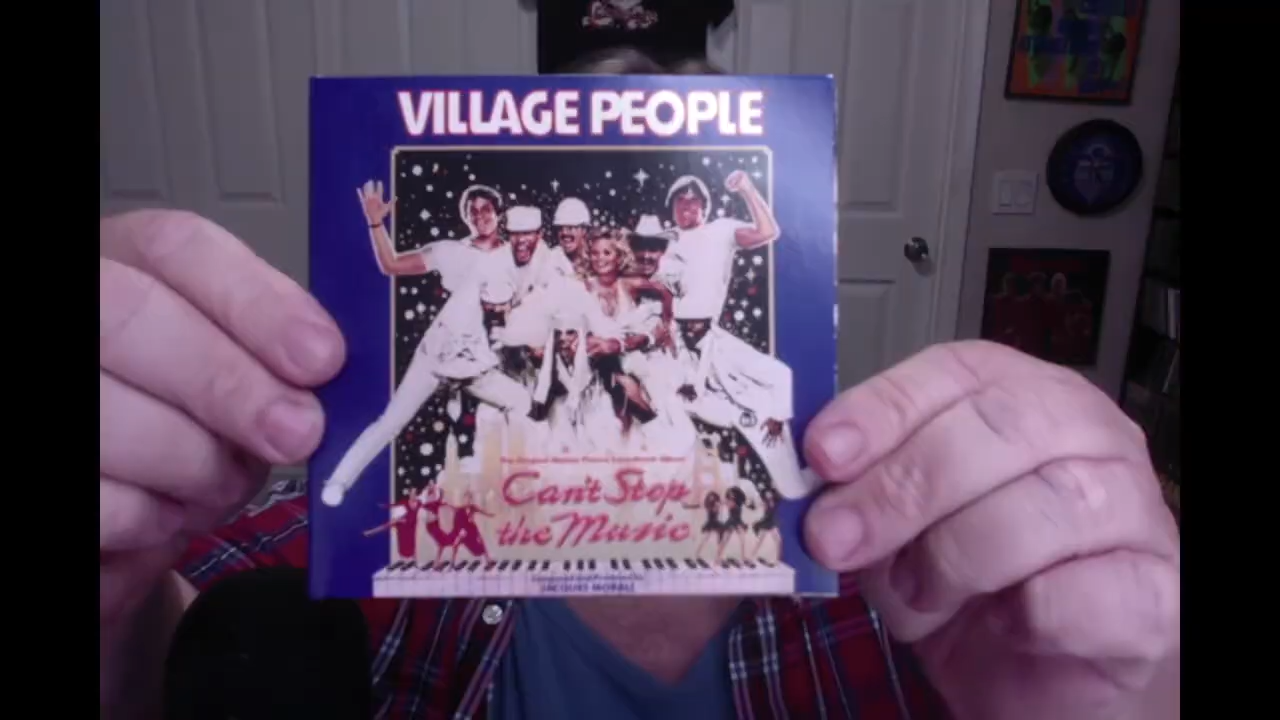 VILLAGE PEOPLE
The Original Motion Picture Soundtrack Album
Can't Stop
the Music
Composed and Produced by
JACQUES MORALI